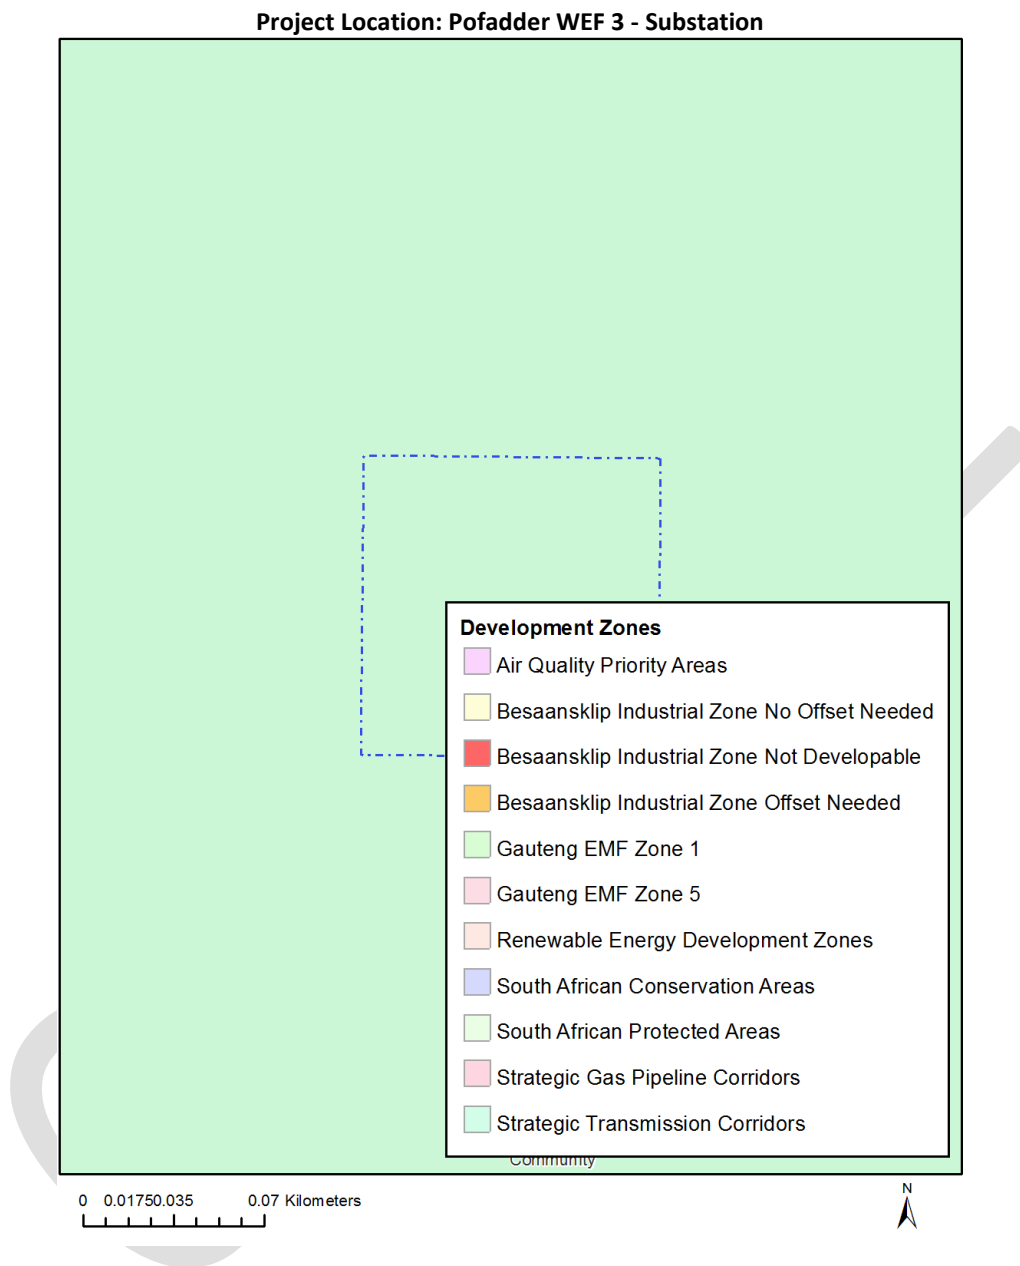 Project Location: Pofadder WEF 3 - Substation
Development Zones
Air Quality Priority Areas
Besaansklip Industrial Zone No Offset Needed
Besaansklip Industrial Zone Not Developable
Besaansklip Industrial Zone Offset Needed
Gauteng EMF Zone 1
Gauteng EMF Zone 5
Renewable Energy Development Zones
South African Conservation Areas
South African Protected Areas
Strategic Gas Pipeline Corridors
Strategic Transmission Corridors
Community
0 0.01750.035 0.07 Kilometers
N